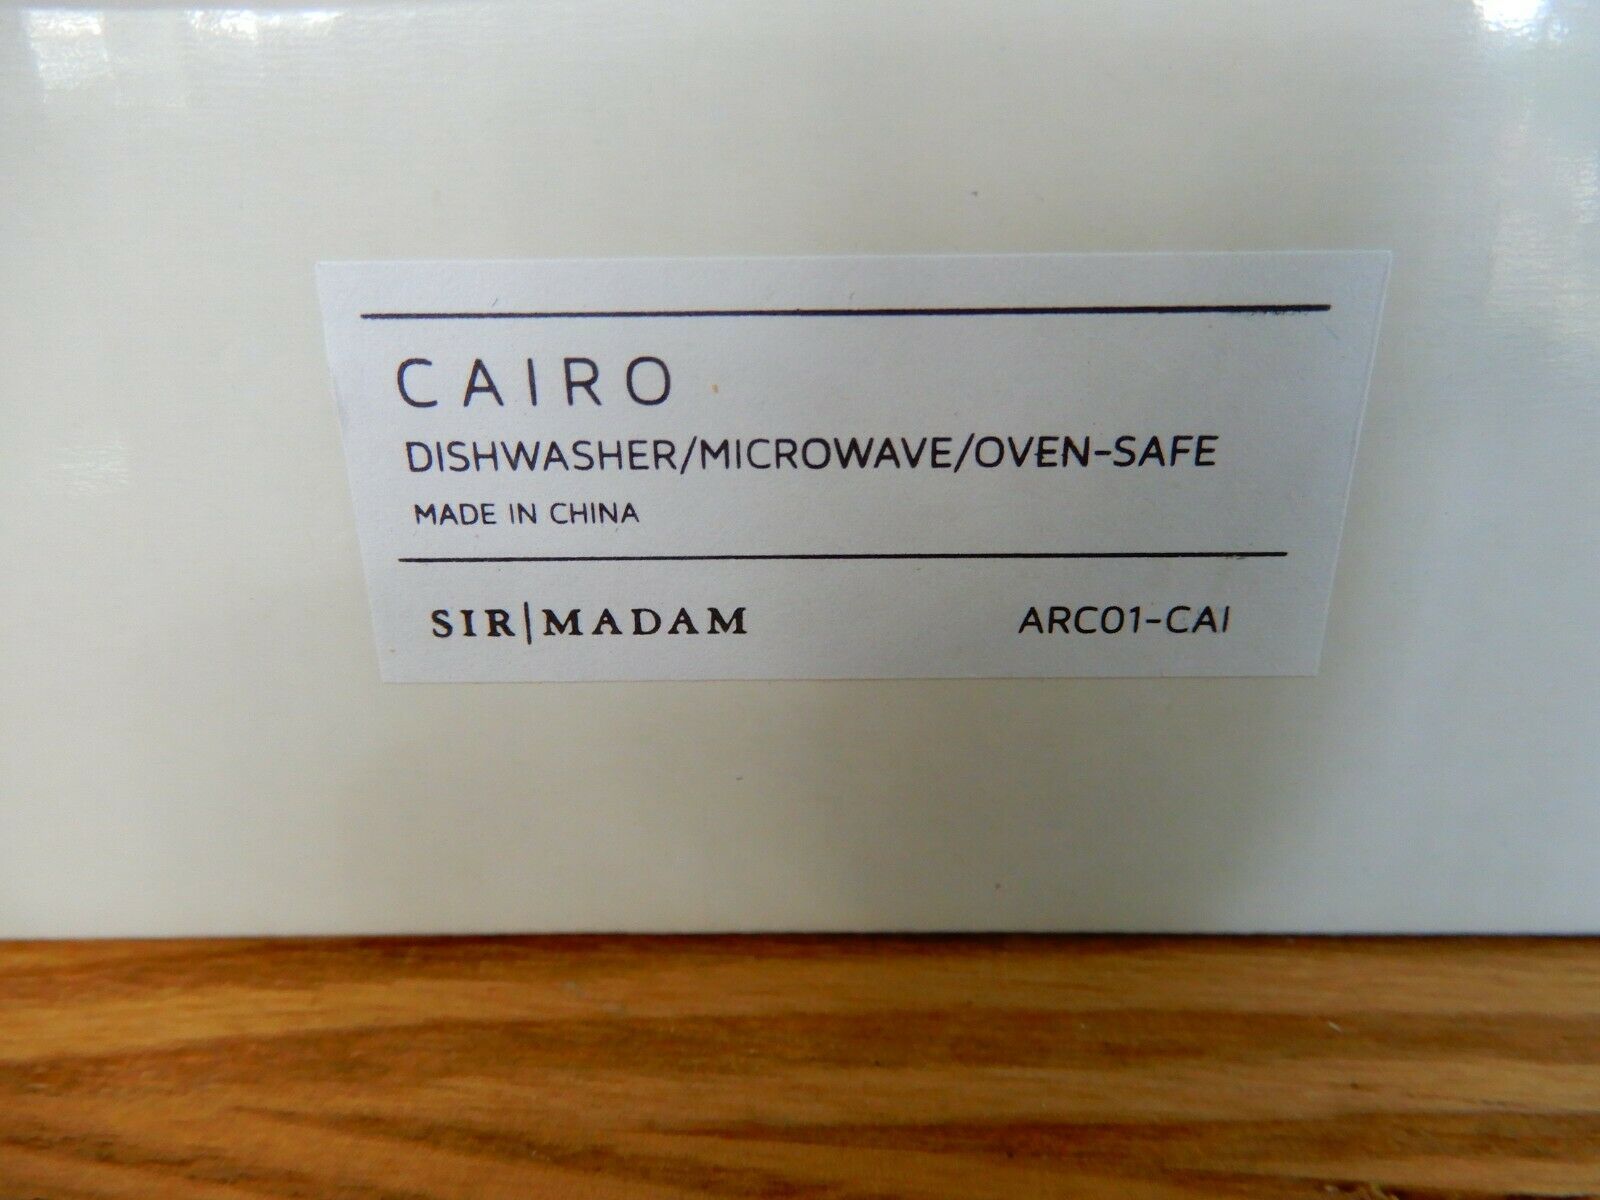 CAIRO
DISHWASHER/MICROWAVE/OVEN-SAFE
MADE IN CHINA
SIR|MADAM ARC01-CAI